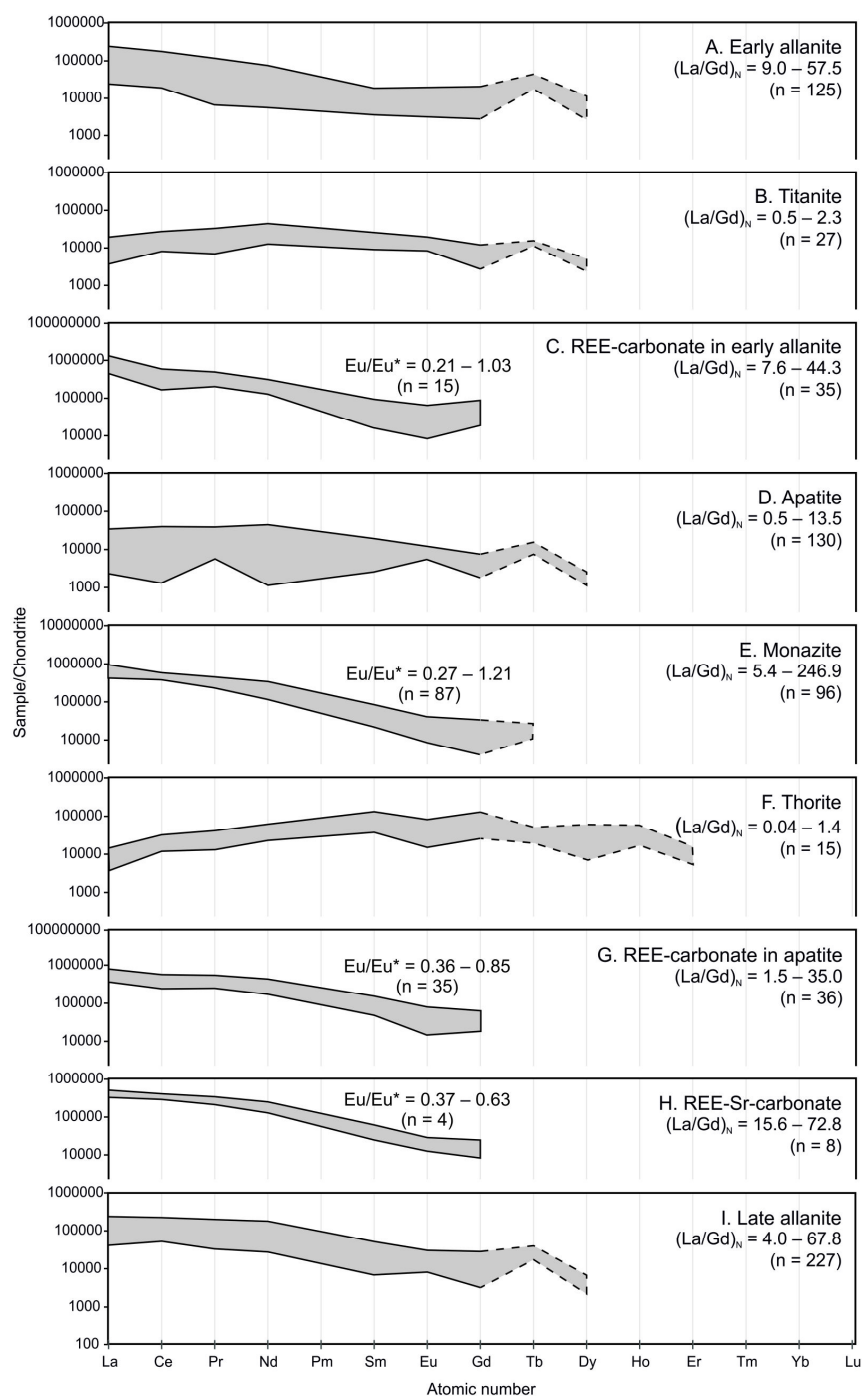 1000000
100000
10000
1000
A. Early allanite
(La/Gd)N = 9.0 – 57.5
(n = 125)
1000000
100000
10000
1000
B. Titanite
(La/Gd)N = 0.5 – 2.3
(n = 27)
100000000
1000000
100000
10000
Eu/Eu* = 0.21 – 1.03
(n = 15)
C. REE-carbonate in early allanite
(La/Gd)N = 7.6 – 44.3
(n = 35)
1000000
100000
10000
1000
D. Apatite
(La/Gd)N = 0.5 – 13.5
(n = 130)
Sample/Chondrite
10000000
1000000
100000
10000
Eu/Eu* = 0.27 – 1.21
(n = 87)
E. Monazite
(La/Gd)N = 5.4 – 246.9
(n = 96)
1000000
100000
10000
1000
F. Thorite
(La/Gd)N = 0.04 – 1.4
(n = 15)
100000000
1000000
100000
10000
Eu/Eu* = 0.36 – 0.85
(n = 35)
G. REE-carbonate in apatite
(La/Gd)N = 1.5 – 35.0
(n = 36)
1000000
100000
10000
Eu/Eu* = 0.37 – 0.63
(n = 4)
H. REE-Sr-carbonate
(La/Gd)N = 15.6 – 72.8
(n = 8)
1000000
100000
10000
1000
100
I. Late allanite
(La/Gd)N = 4.0 – 67.8
(n = 227)
La Ce Pr Nd Pm Sm Eu Gd Tb Dy Ho Er Tm Yb Lu
Atomic number